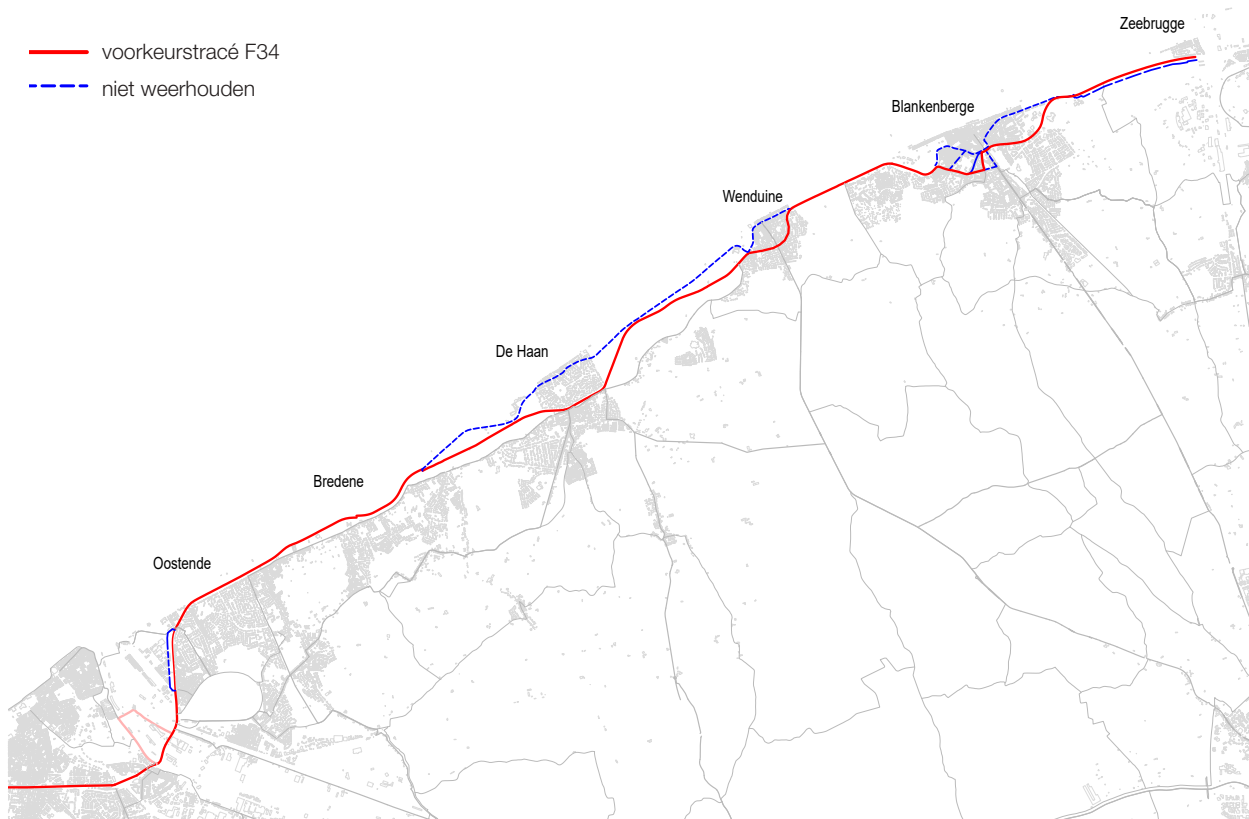 Zeebrugge
voorkeurstracé F34
niet weerhouden
Blankenberge
Wenduine
De Haan
Bredene
Oostende